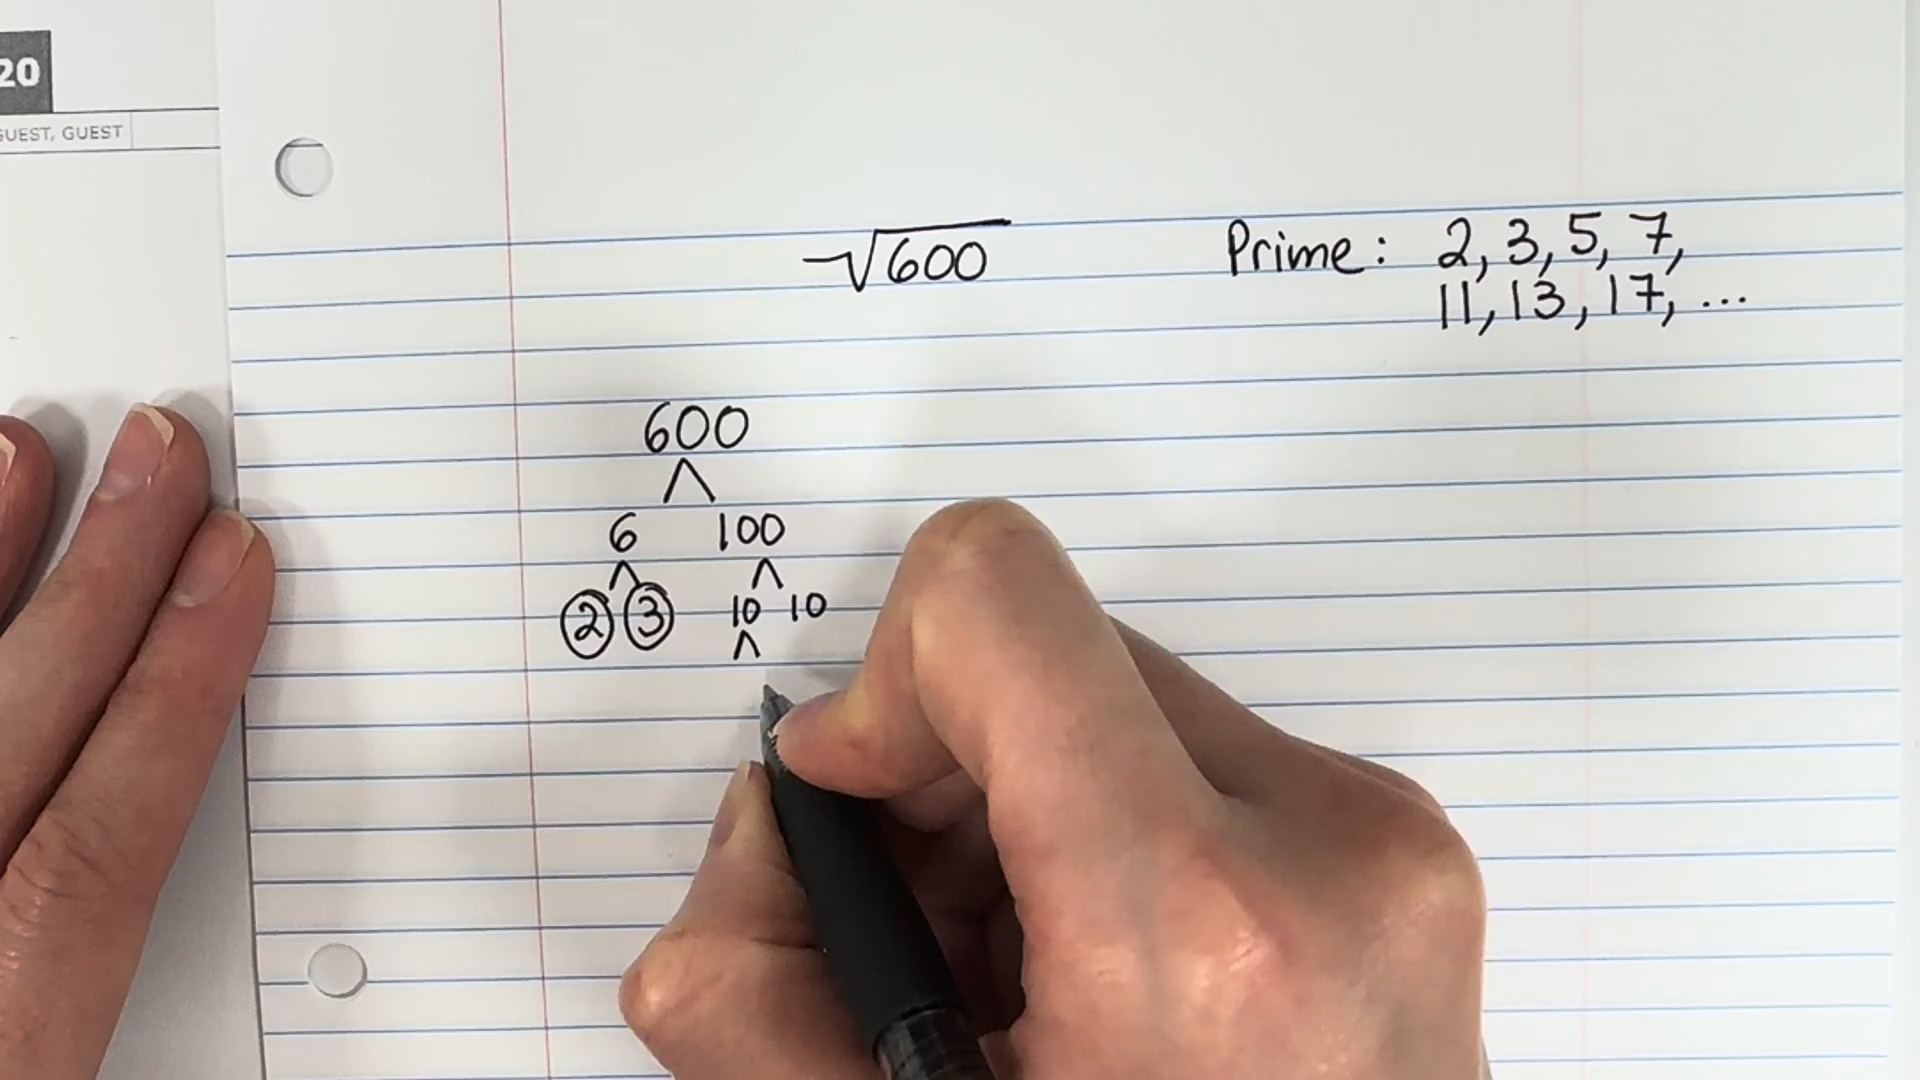 20
GUEST, GUEST
√600
Prime: 2, 3, 5, 7,
11, 13, 17, ...
600
6 100
2 3 10 10